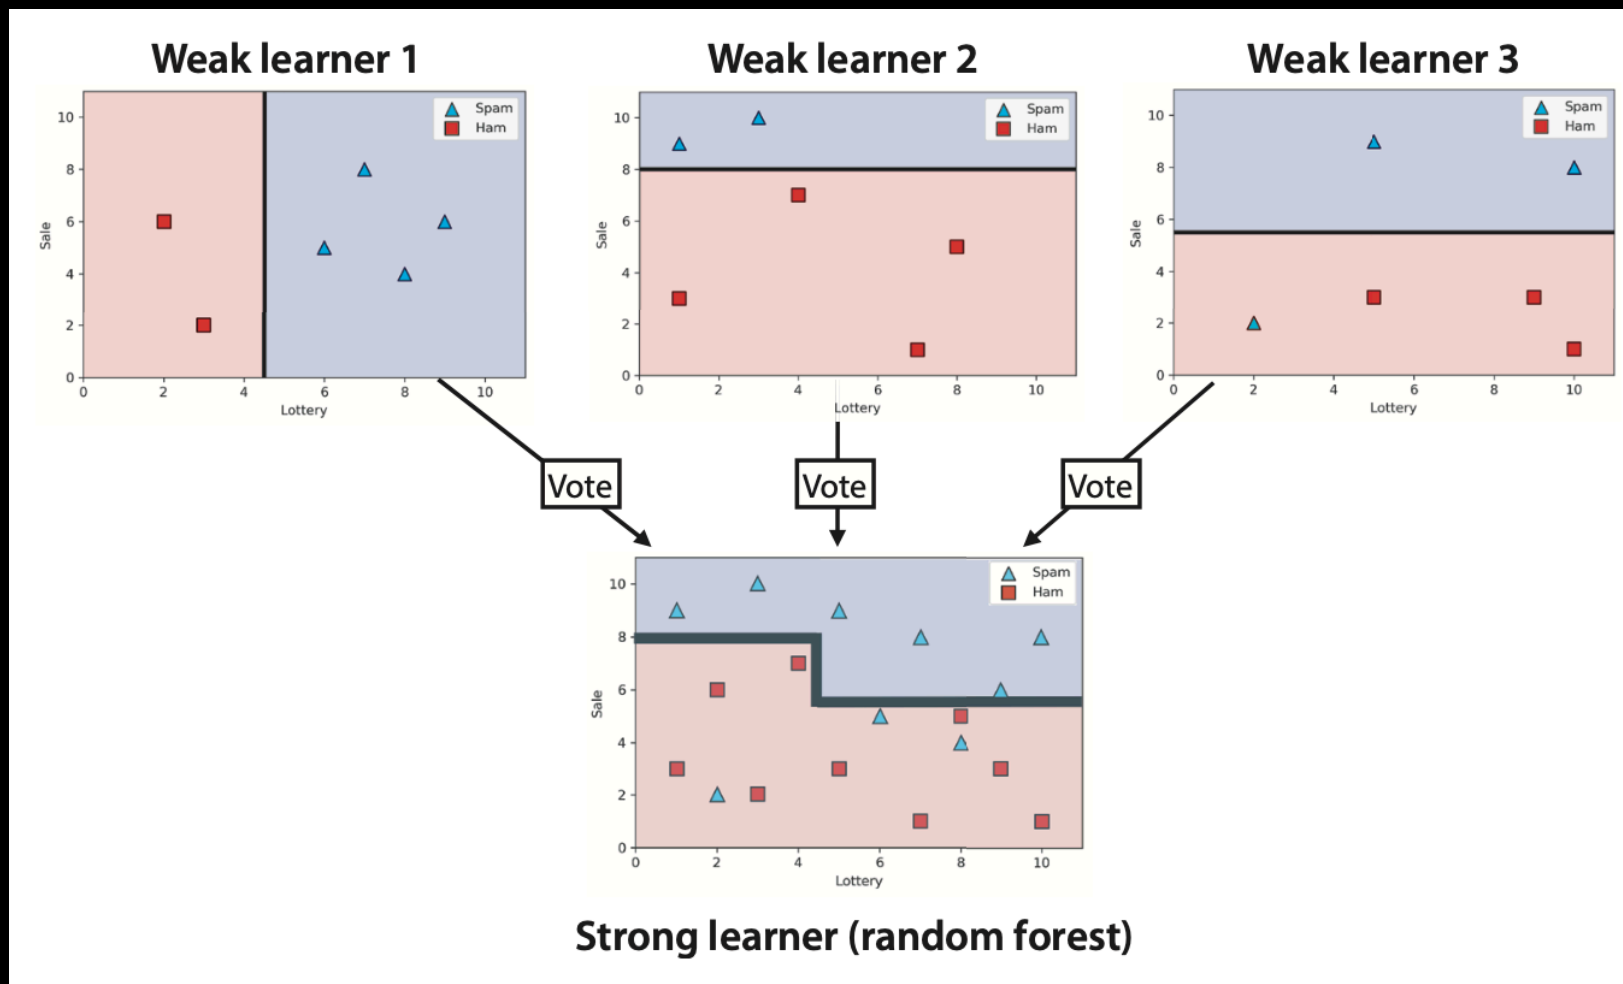 Weak learner 1
Spam
Ham
10
8
6
4
2
0
Sale
0 2 4 6 8 10
Lottery
Weak learner 2
Spam
Ham
10
8
6
4
2
0
Sale
0 2 4 6 8 10
Lottery
Weak learner 3
Spam
Ham
10
8
6
4
2
0
Sale
0 2 4 6 8 10
Lottery
Vote
Vote
Vote
Spam
Ham
10
8
6
4
2
0
Sale
0 2 4 6 8 10
Lottery
Strong learner (random forest)